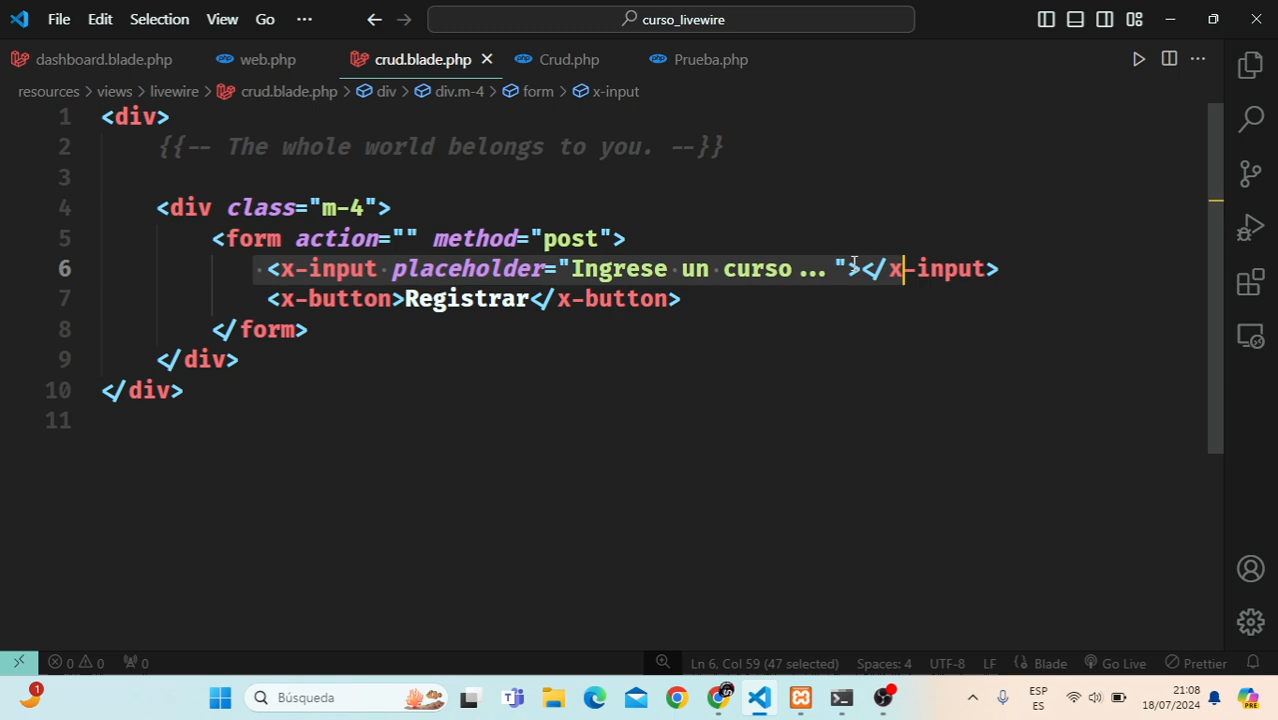 File Edit Selection View Go ··· curso_livewire
dashboard.blade.php web.php crud.blade.php Crud.php Prueba.php
resources > views > livewire > crud.blade.php > div > div.m-4 > form > x-input
1 <div>
2 {{-- The whole world belongs to you. --}}
3
4 <div class="m-4">
5 <form action="" method="post">
6 <x-input placeholder="Ingrese un curso..."></x-input>
7 <x-button>Registrar</x-button>
8 </form>
9 </div>
10 </div>
11
0 0 0 Ln 6, Col 59 (47 selected) Spaces: 4 UTF-8 LF Blade Go Live Prettier
1 Búsqueda ESP ES 21:08 18/07/2024 PRE